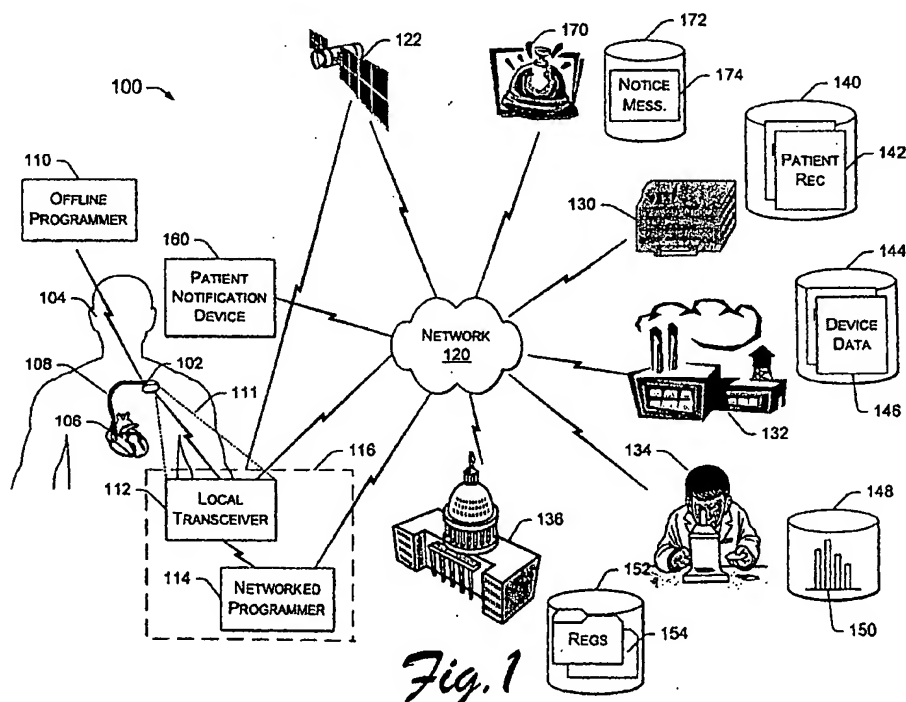 122
170
172
NOTICE
MESS.
174
100
140
PATIENT
REC
142
110
OFFLINE
PROGRAMMER
130
160
PATIENT
NOTIFICATION
DEVICE
144
DEVICE
DATA
146
104
102
108
111
106
NETWORK
120
132
134
148
150
116
112
LOCAL
TRANSCEIVER
114
NETWORKED
PROGRAMMER
136
152
REGS
154
Fig. 1